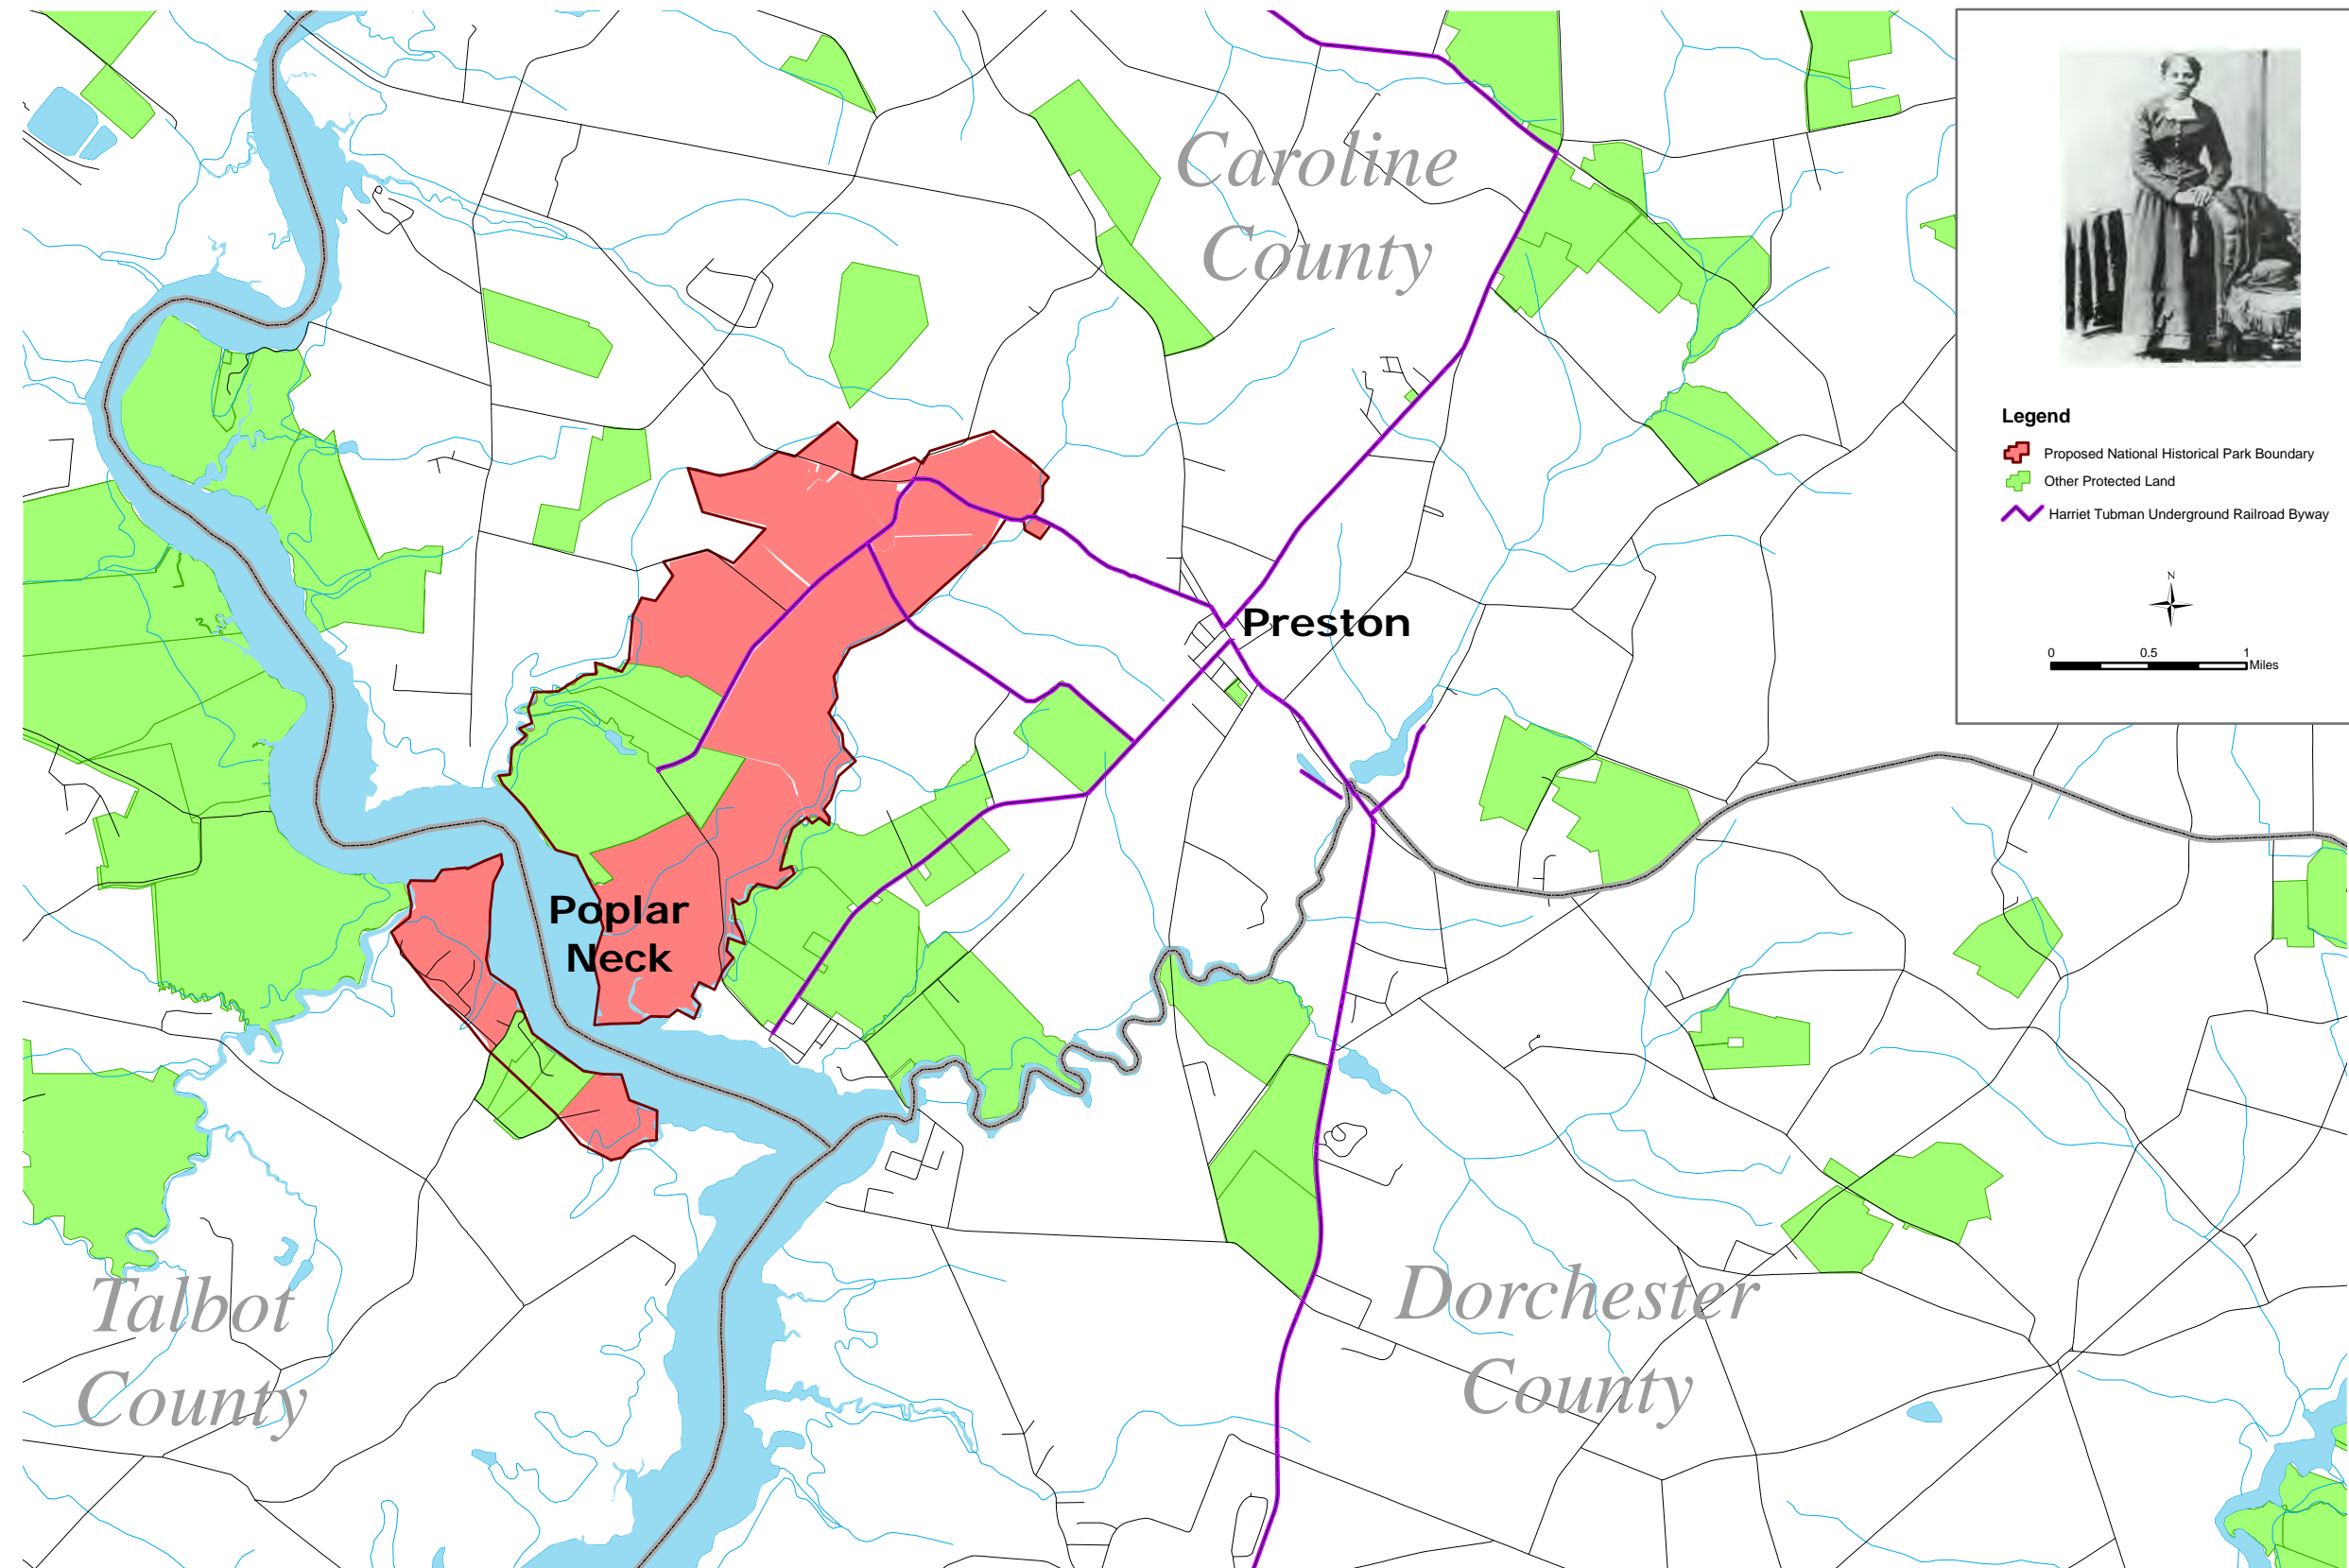 Caroline
County
Legend
Proposed National Historical Park Boundary
Other Protected Land
Harriet Tubman Underground Railroad Byway
N
0 0.5 1
Miles
Preston
Poplar
Neck
Talbot
County
Dorchester
County